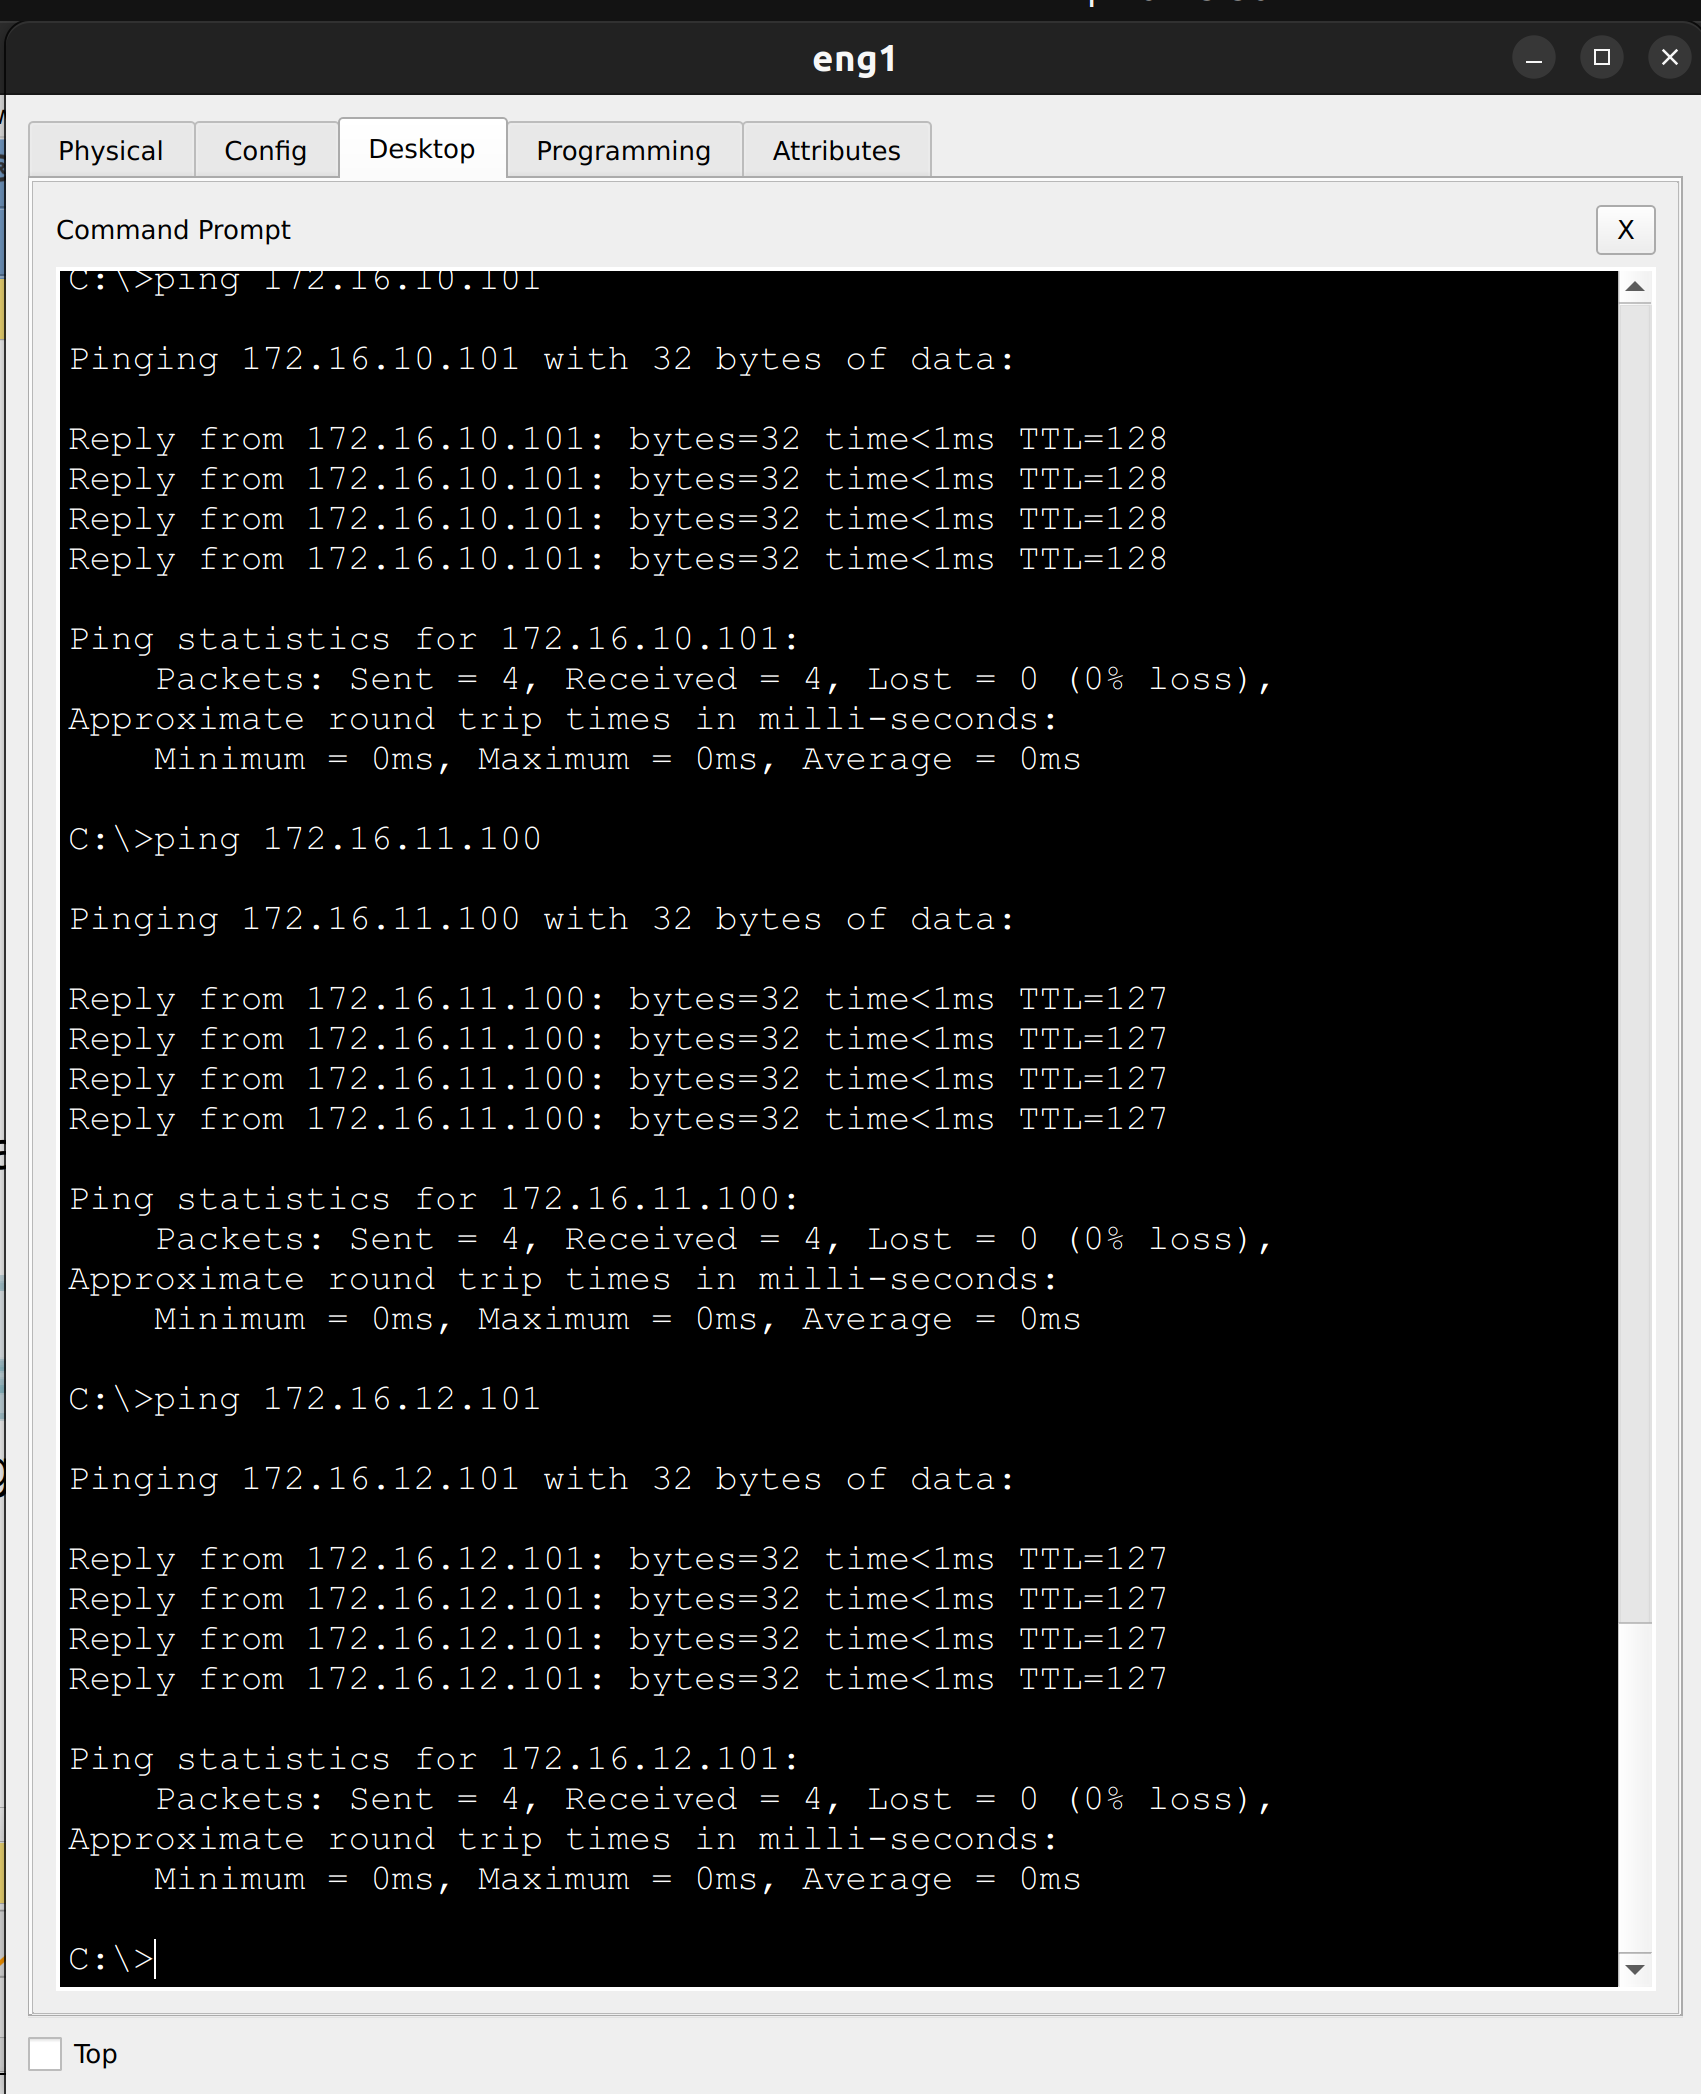 eng1
Physical Config Desktop Programming Attributes
Command Prompt
X
C:\>ping 172.16.10.101
Pinging 172.16.10.101 with 32 bytes of data:
Reply from 172.16.10.101: bytes=32 time<1ms TTL=128
Reply from 172.16.10.101: bytes=32 time<1ms TTL=128
Reply from 172.16.10.101: bytes=32 time<1ms TTL=128
Reply from 172.16.10.101: bytes=32 time<1ms TTL=128
Ping statistics for 172.16.10.101:
    Packets: Sent = 4, Received = 4, Lost = 0 (0% loss),
Approximate round trip times in milli-seconds:
    Minimum = 0ms, Maximum = 0ms, Average = 0ms
C:\>ping 172.16.11.100
Pinging 172.16.11.100 with 32 bytes of data:
Reply from 172.16.11.100: bytes=32 time<1ms TTL=127
Reply from 172.16.11.100: bytes=32 time<1ms TTL=127
Reply from 172.16.11.100: bytes=32 time<1ms TTL=127
Reply from 172.16.11.100: bytes=32 time<1ms TTL=127
Ping statistics for 172.16.11.100:
    Packets: Sent = 4, Received = 4, Lost = 0 (0% loss),
Approximate round trip times in milli-seconds:
    Minimum = 0ms, Maximum = 0ms, Average = 0ms
C:\>ping 172.16.12.101
Pinging 172.16.12.101 with 32 bytes of data:
Reply from 172.16.12.101: bytes=32 time<1ms TTL=127
Reply from 172.16.12.101: bytes=32 time<1ms TTL=127
Reply from 172.16.12.101: bytes=32 time<1ms TTL=127
Reply from 172.16.12.101: bytes=32 time<1ms TTL=127
Ping statistics for 172.16.12.101:
    Packets: Sent = 4, Received = 4, Lost = 0 (0% loss),
Approximate round trip times in milli-seconds:
    Minimum = 0ms, Maximum = 0ms, Average = 0ms
C:\>
Top